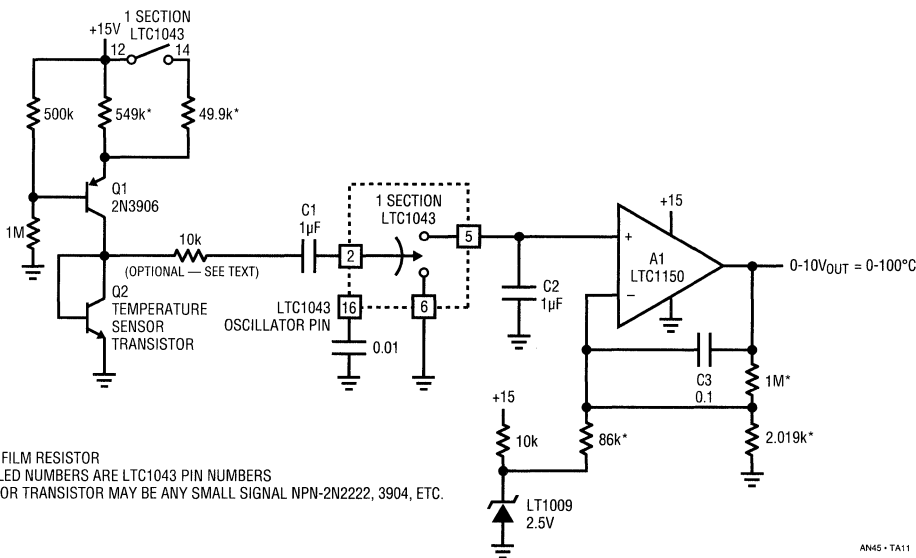 1 SECTION
LTC1043
+15V
12
14
500k
549k*
49.9k*
Q1
2N3906
1M
10k
(OPTIONAL — SEE TEXT)
C1
1µF
1 SECTION
LTC1043
2
5
16
6
LTC1043
OSCILLATOR PIN
0.01
Q2
TEMPERATURE
SENSOR
TRANSISTOR
C2
1µF
+15
+
A1
LTC1150
–
0-10VOUT = 0-100°C
C3
0.1
1M*
2.019k*
+15
10k
86k*
LT1009
2.5V
FILM RESISTOR
LED NUMBERS ARE LTC1043 PIN NUMBERS
OR TRANSISTOR MAY BE ANY SMALL SIGNAL NPN-2N2222, 3904, ETC.
AN45 • TA11